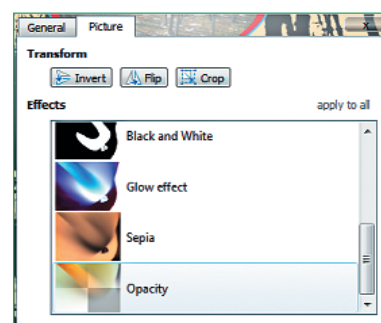 General Picture
Transform
Invert Flip Crop
Effects apply to all
Black and White
Glow effect
Sepia
Opacity